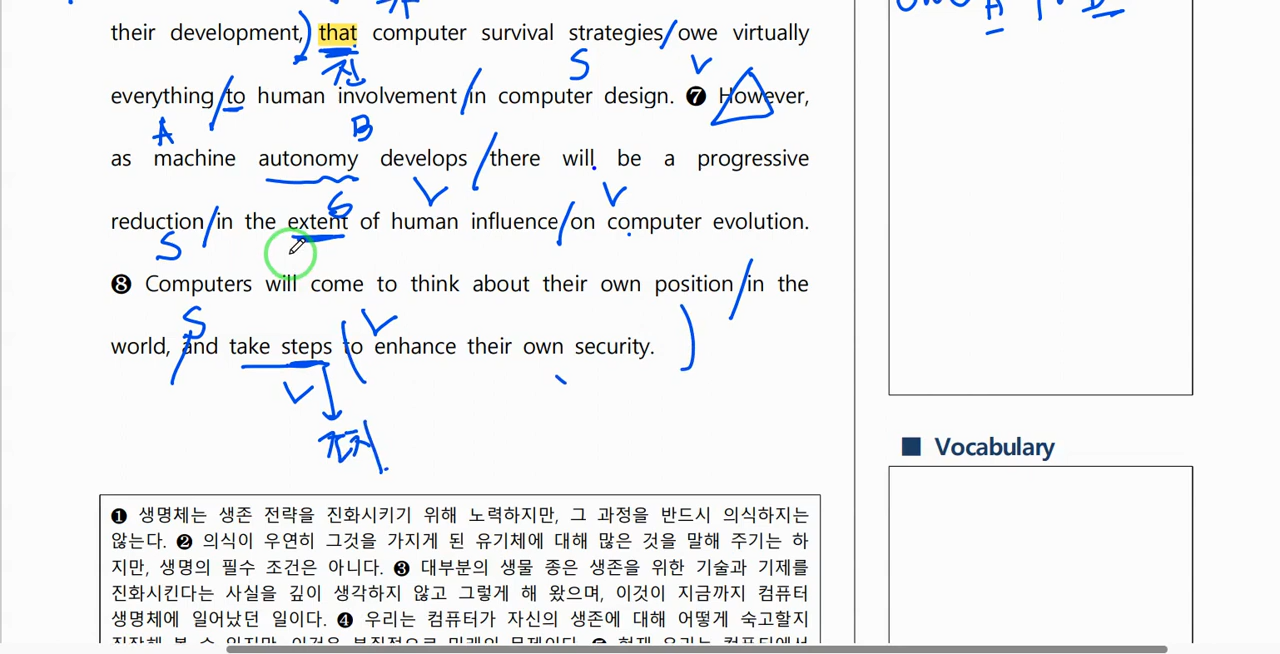 owe A to B
their development, that computer survival strategies owe virtually
S V
everything to human involvement in computer design. ❼ However,
A B
as machine autonomy develops there will be a progressive
S V V
reduction in the extent of human influence on computer evolution.
S
❽ Computers will come to think about their own position in the
S V
world, and take steps to enhance their own security.
V
조치
■ Vocabulary
❶ 생명체는 생존 전략을 진화시키기 위해 노력하지만, 그 과정을 반드시 의식하지는
않는다. ❷ 의식이 우연히 그것을 가지게 된 유기체에 대해 많은 것을 말해 주기는 하
지만, 생명의 필수 조건은 아니다. ❸ 대부분의 생물 종은 생존을 위한 기술과 기제를
진화시킨다는 사실을 깊이 생각하지 않고 그렇게 해 왔으며, 이것이 지금까지 컴퓨터
생명체에 일어났던 일이다. ❹ 우리는 컴퓨터가 자신의 생존에 대해 어떻게 숙고할지